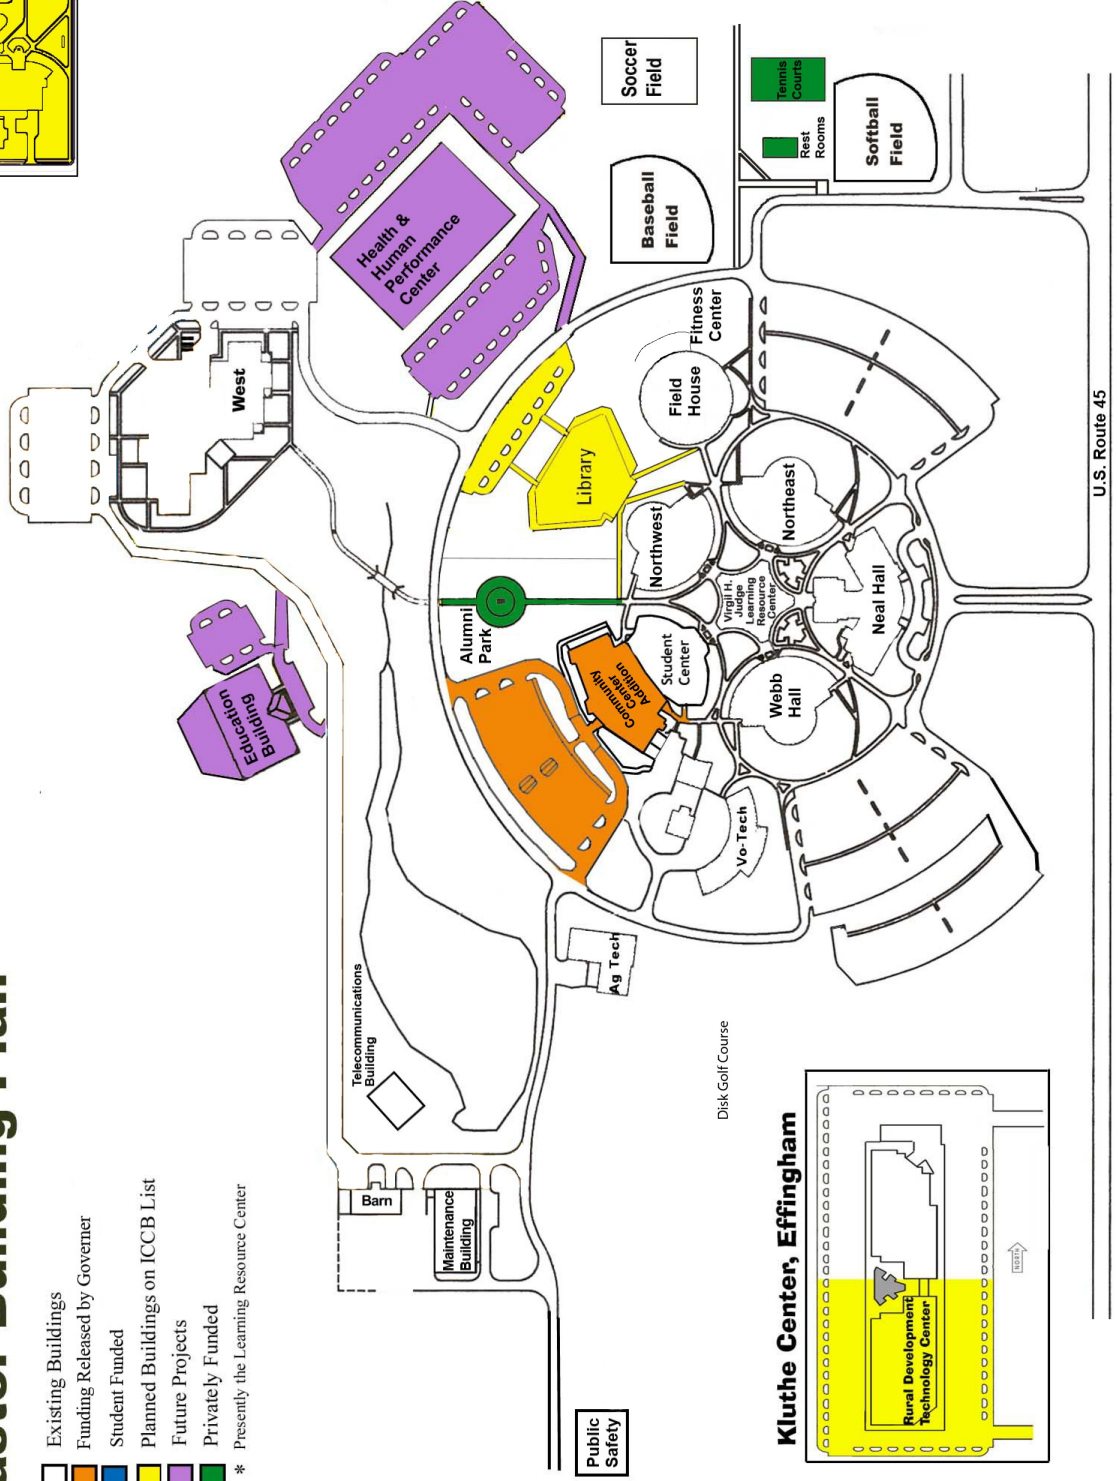 Existing Buildings
Funding Released by Governer
Student Funded
Planned Buildings on ICCB List
Future Projects
Privately Funded
* Presently the Learning Resource Center
Education
Building
West
Health &
Human
Performance
Center
Soccer
Field
Tennis
Courts
Rest
Rooms
Softball
Field
Baseball
Field
Fitness
Center
Field
House
Library
Northwest
Northeast
Alumni
Park
Virgil H.
Judge
Learning
Resource
Center
Neal Hall
Student
Center
Community
Center
Addition
Webb
Hall
Vo-Tech
Ag Tech
Telecommunications
Building
Barn
Maintenance
Building
Public
Safety
Disk Golf Course
U.S. Route 45
Kluthe Center, Effingham
Rural Development
Technology Center
NORTH